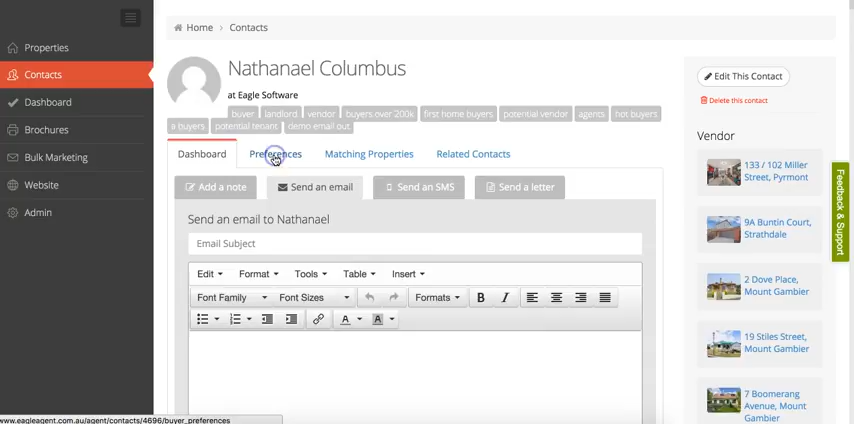 Properties
Contacts
Dashboard
Brochures
Bulk Marketing
Website
Admin
Home › Contacts
Nathanael Columbus
at Eagle Software
buyer landlord vendor buyers over 200k first home buyers potential vendor agents hot buyers
a buyers potential tenant demo email out
Dashboard Preferences Matching Properties Related Contacts
Add a note Send an email Send an SMS Send a letter
Send an email to Nathanael
Email Subject
Edit Format Tools Table Insert
Font Family Font Sizes Formats B I
A A
Edit This Contact
Delete this contact
Vendor
133 / 102 Miller
Street, Pyrmont
9A Buntin Court,
Strathdale
2 Dove Place,
Mount Gambier
19 Stiles Street,
Mount Gambier
7 Boomerang
Avenue, Mount
Gambier
Feedback & Support
www.eagleagent.com.au/agent/contacts/4696/buyer_preferences